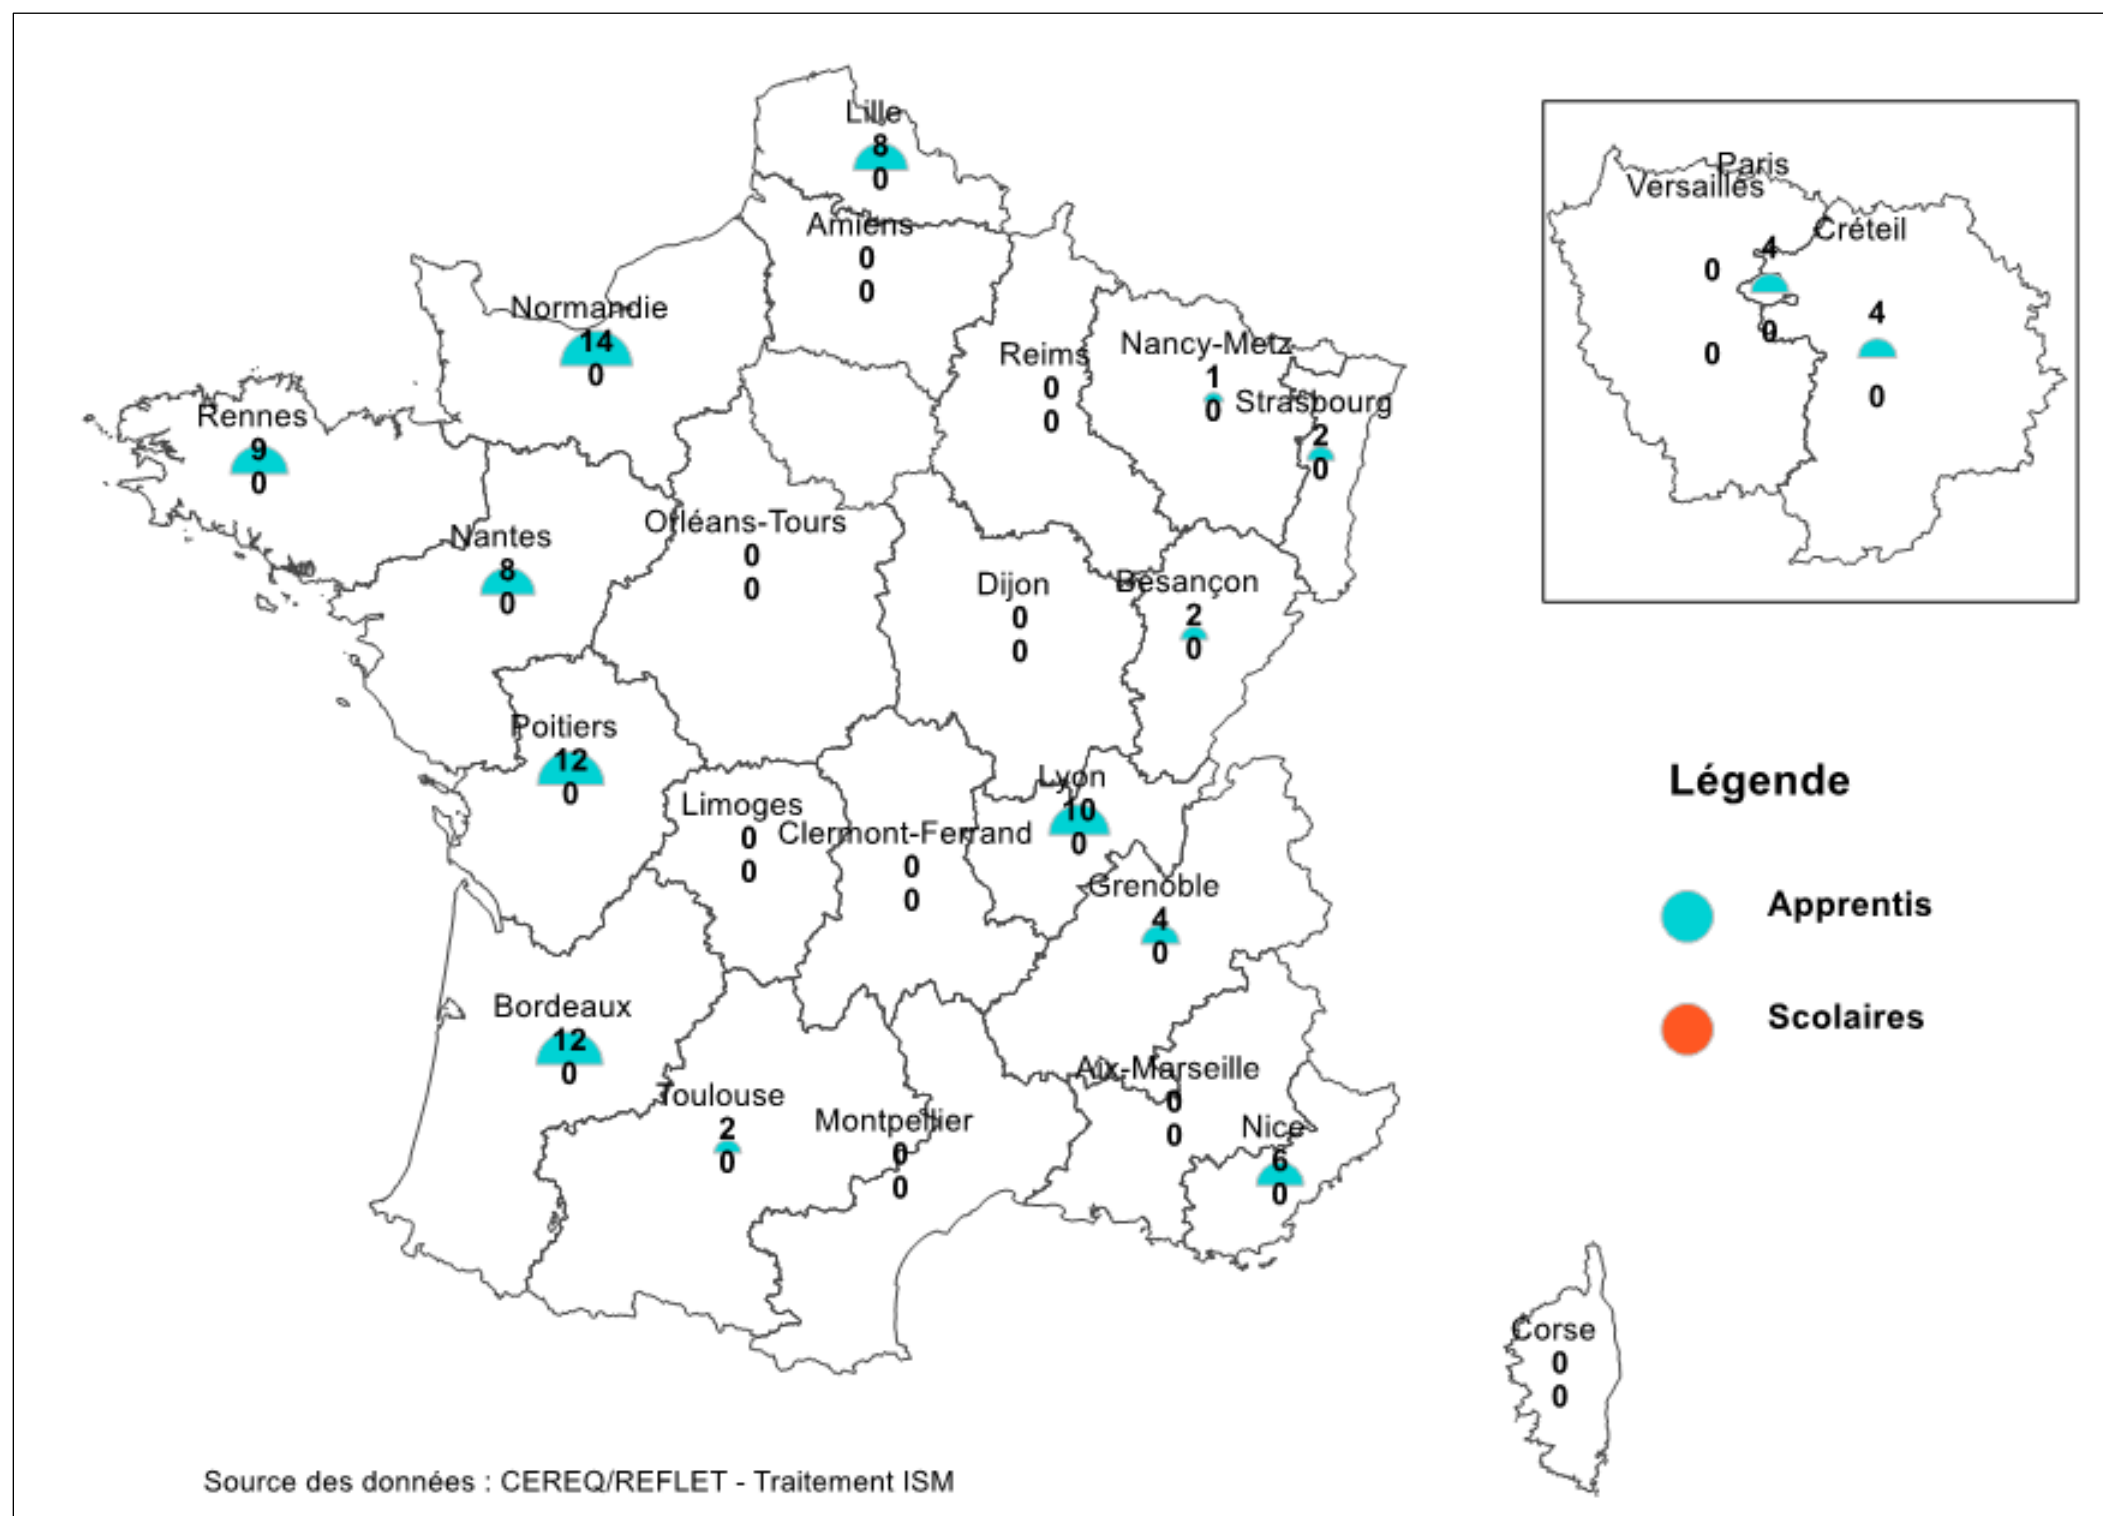 Lille
8
0
Amiens
0
0
Normandie
14
0
Reims
0
0
Nancy-Metz
1
0
Strasbourg
2
0
Rennes
9
0
Nantes
8
0
Orléans-Tours
0
0
Dijon
0
0
Besançon
2
0
Poitiers
12
0
Limoges
0
0
Clermont-Ferrand
0
0
Lyon
10
0
Grenoble
4
0
Bordeaux
12
0
Toulouse
2
0
Montpellier
0
0
Aix-Marseille
0
0
Nice
6
0
Corse
0
0
Paris
4
0
Versailles
0
0
Créteil
4
0
Légende
Apprentis
Scolaires
Source des données : CEREQ/REFLET - Traitement ISM